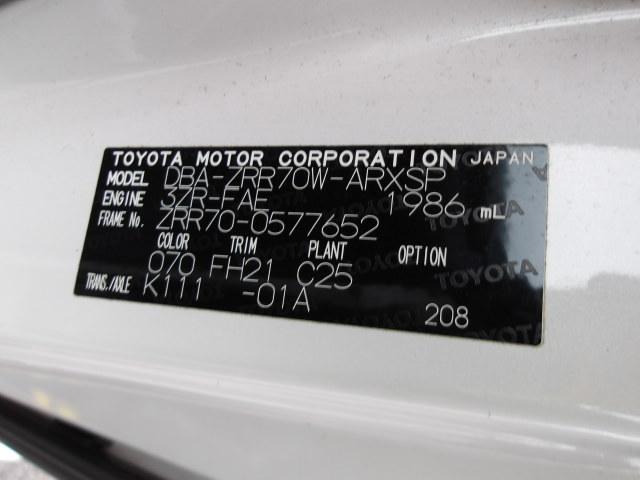 TOYOTA MOTOR CORPORATION JAPAN
MODEL DBA-ZRR70W-ARXSP
ENGINE 3ZR-FAE 1986 mL
FRAME No. ZRR70-0577652
COLOR TRIM PLANT OPTION
070 FH21 C25
TRANS./AXLE K111 -01A
208